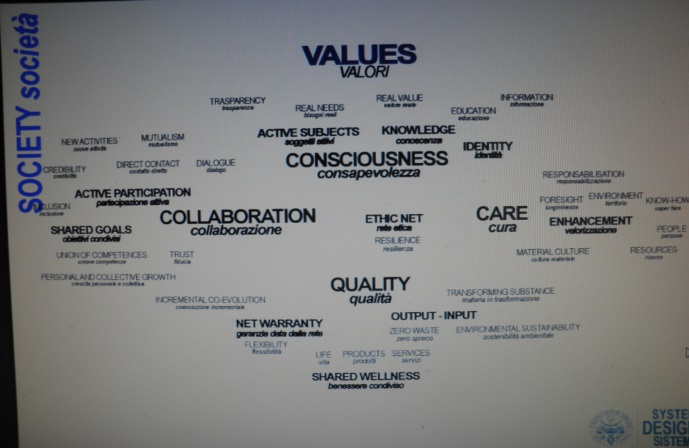 SOCIETY società
VALUES
VALORI
TRASPARENCY
trasparenza
REAL NEEDS
bisogni reali
REAL VALUE
valore reale
INFORMATION
informazione
EDUCATION
educazione
NEW ACTIVITIES
nuove attività
MUTUALISM
mutualismo
ACTIVE SUBJECTS
soggetti attivi
KNOWLEDGE
conoscenza
IDENTITY
identità
CREDIBILITY
credibilità
DIRECT CONTACT
contatto diretto
DIALOGUE
dialogo
CONSCIOUSNESS
consapevolezza
RESPONSABILISATION
responsabilizzazione
ACTIVE PARTICIPATION
partecipazione attiva
FORESIGHT
lungimiranza
ENVIRONMENT
territorio
KNOW-HOW
saper fare
INCLUSION
inclusione
COLLABORATION
collaborazione
ETHIC NET
rete etica
CARE
cura
ENHANCEMENT
valorizzazione
SHARED GOALS
obiettivi condivisi
PEOPLE
persone
RESILIENCE
resilienza
UNION OF COMPETENCES
unione competenze
TRUST
fiducia
MATERIAL CULTURE
cultura materiale
RESOURCES
risorse
PERSONAL AND COLLECTIVE GROWTH
crescita personale e collettiva
QUALITY
qualità
INCREMENTAL CO-EVOLUTION
coevoluzione incrementale
TRANSFORMING SUBSTANCE
materia in trasformazione
OUTPUT - INPUT
NET WARRANTY
garanzie date dalla rete
ZERO WASTE
zero spreco
ENVIRONMENTAL SUSTAINABILITY
sostenibilità ambientale
FLEXIBILITY
flessibilità
LIFE
vita
PRODUCTS
prodotti
SERVICES
servizi
SHARED WELLNESS
benessere condiviso
SYSTE
DESIG
SISTEM